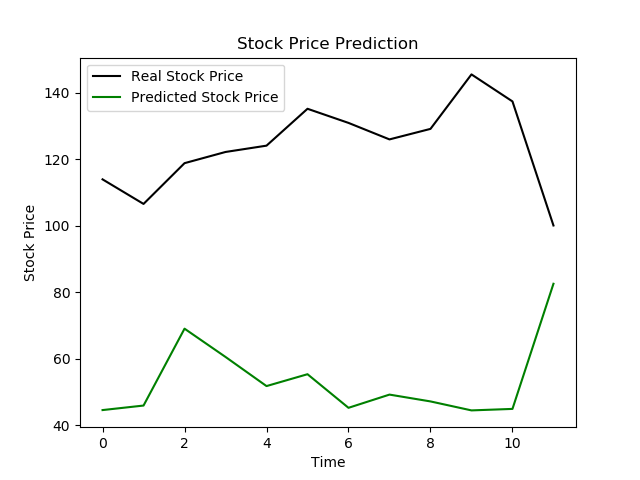 Stock Price Prediction
Real Stock Price
Predicted Stock Price
Stock Price
140
120
100
80
60
40
0 2 4 6 8 10
Time